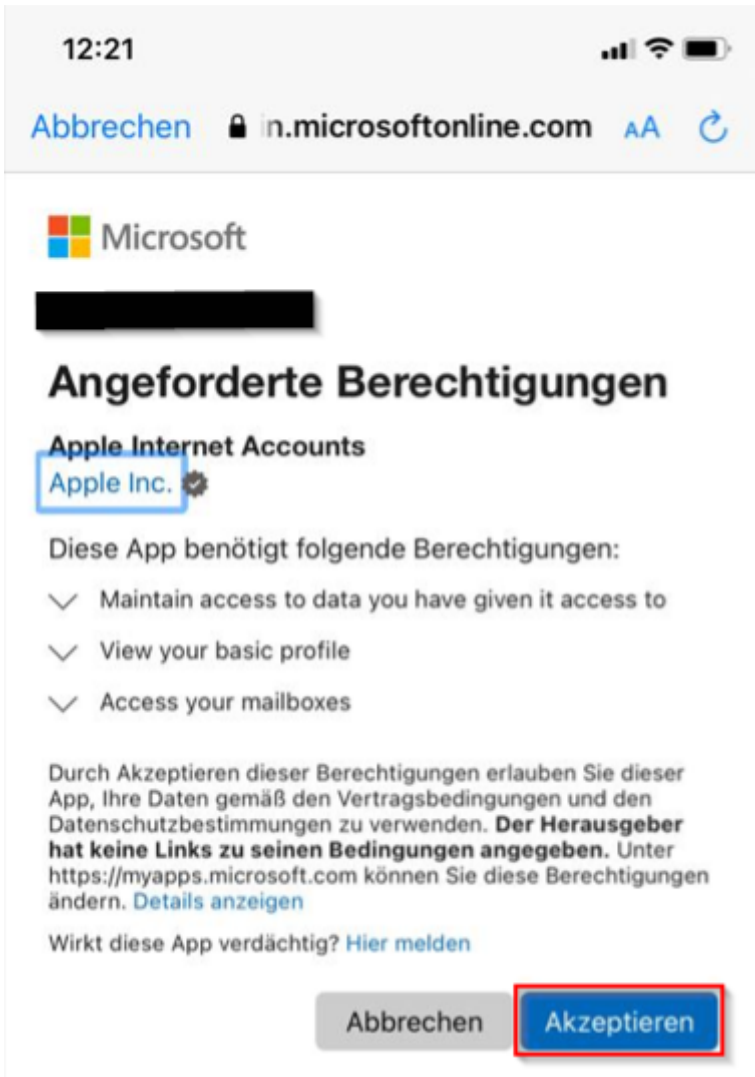 12:21
Abbrechen in.microsoftonline.com AA
Microsoft
Angeforderte Berechtigungen
Apple Internet Accounts
Apple Inc.
Diese App benötigt folgende Berechtigungen:
Maintain access to data you have given it access to
View your basic profile
Access your mailboxes
Durch Akzeptieren dieser Berechtigungen erlauben Sie dieser
App, Ihre Daten gemäß den Vertragsbedingungen und den
Datenschutzbestimmungen zu verwenden. Der Herausgeber
hat keine Links zu seinen Bedingungen angegeben. Unter
https://myapps.microsoft.com können Sie diese Berechtigungen
ändern. Details anzeigen
Wirkt diese App verdächtig? Hier melden
Abbrechen Akzeptieren